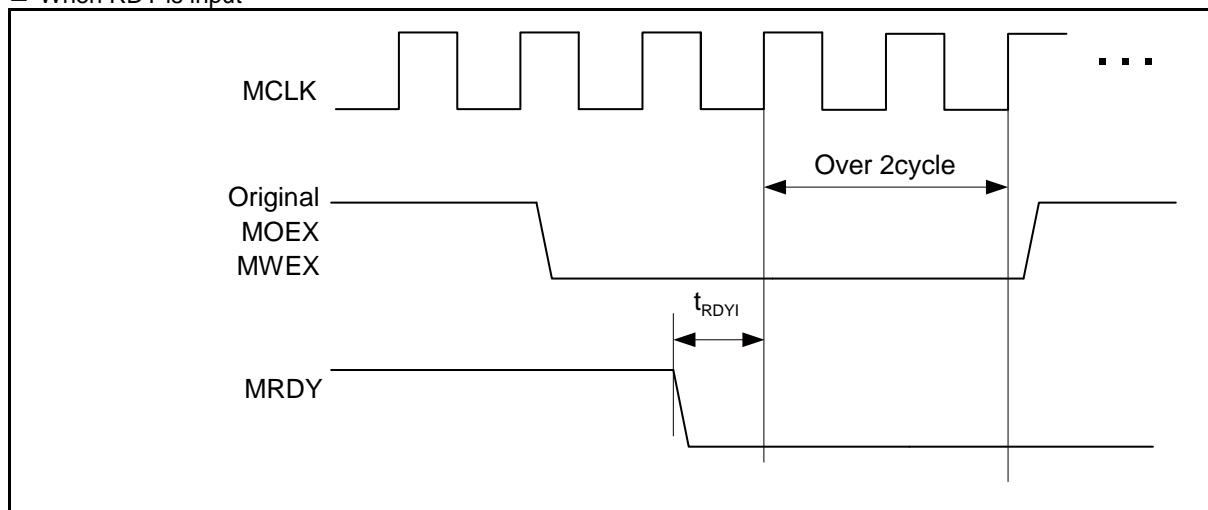 When RDY is input
MCLK
. . .
Over 2cycle
Original
MOEX
MWEX
tRDYI
MRDY